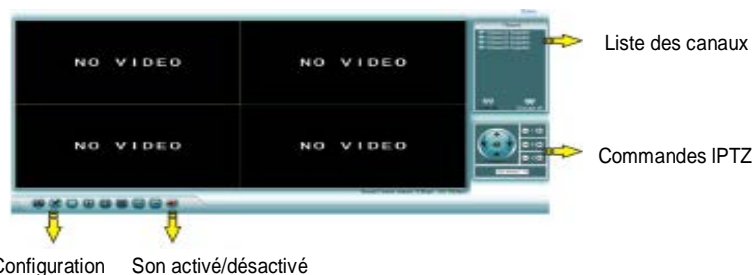 NO VIDEO
NO VIDEO
Liste des canaux
NO VIDEO
NO VIDEO
Commandes IPTZ
Configuration
Son activé/désactivé